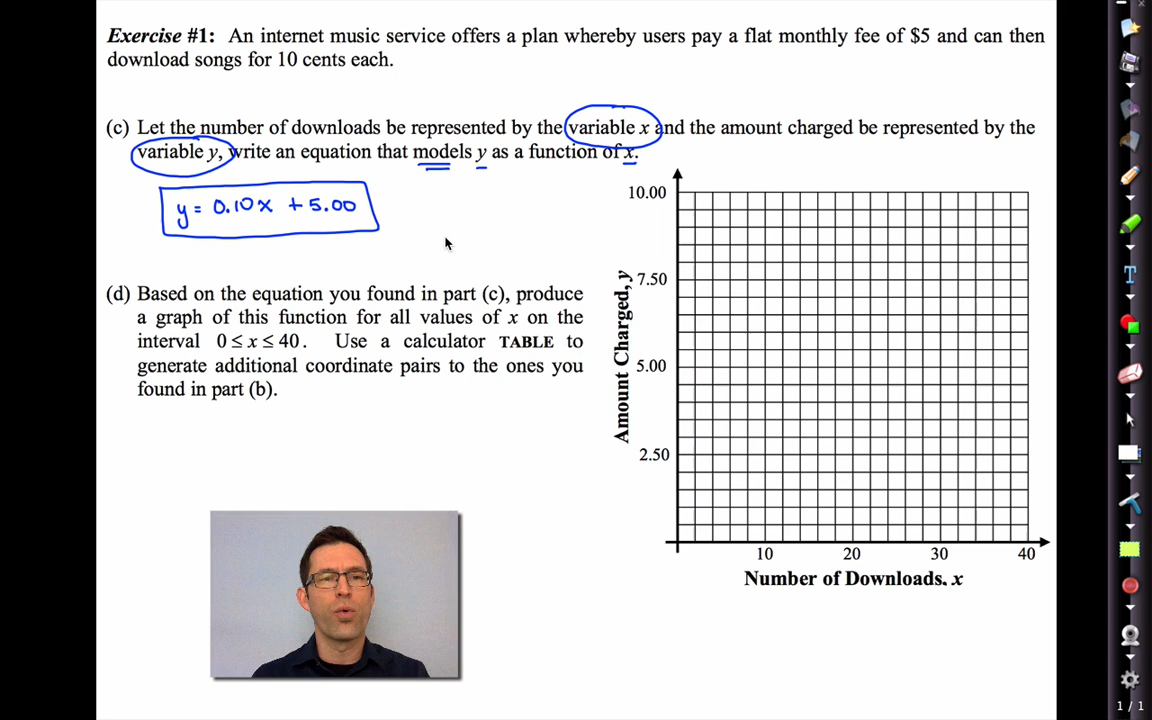 Exercise #1: An internet music service offers a plan whereby users pay a flat monthly fee of $5 and can then
download songs for 10 cents each.
(c) Let the number of downloads be represented by the variable x and the amount charged be represented by the
variable y, write an equation that models y as a function of x.
y = 0.10x + 5.00
(d) Based on the equation you found in part (c), produce
a graph of this function for all values of x on the
interval 0 ≤ x ≤ 40. Use a calculator TABLE to
generate additional coordinate pairs to the ones you
found in part (b).
Amount Charged, y
10.00
7.50
5.00
2.50
10 20 30 40
Number of Downloads, x
T
1 / 1